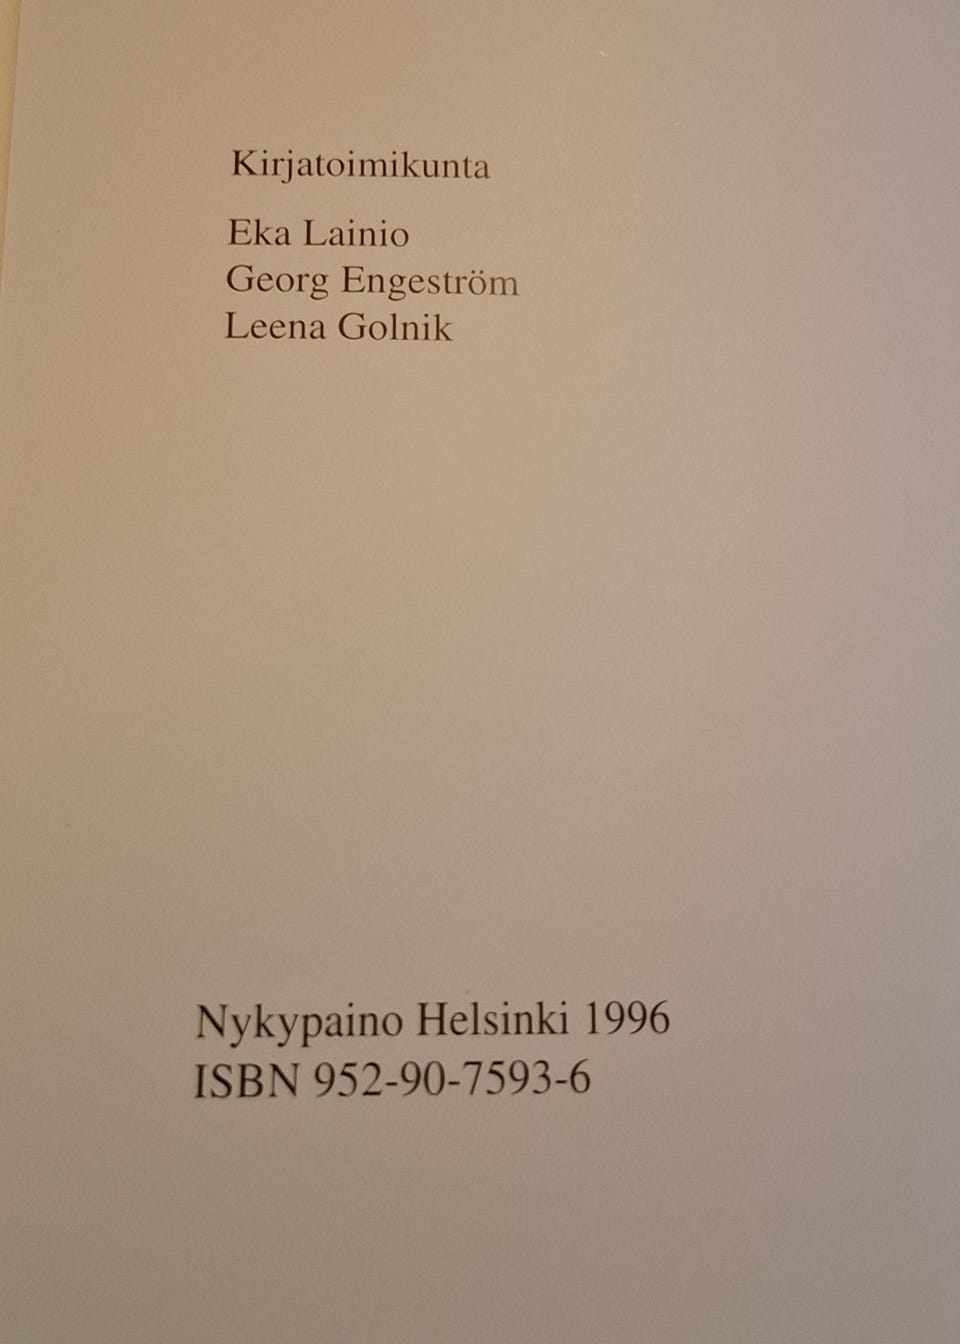 Kirjatoimikunta
Eka Lainio
Georg Engeström
Leena Golnik
Nykypaino Helsinki 1996
ISBN 952-90-7593-6